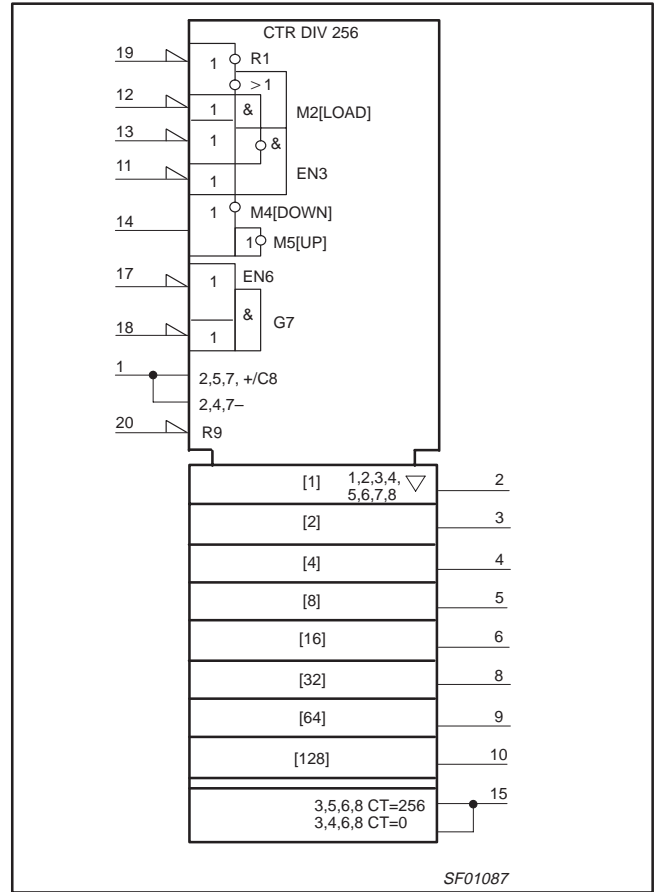 CTR DIV 256
19 1 R1
>1
12 1 & M2[LOAD]
13 1 &
11 1 EN3
1 M4[DOWN]
14 1 M5[UP]
17 1 EN6
& G7
18 1
1 2,5,7, +/C8
2,4,7–
20 R9
[1] 1,2,3,4, 2
5,6,7,8
[2] 3
[4] 4
[8] 5
[16] 6
[32] 8
[64] 9
[128] 10
3,5,6,8 CT=256 15
3,4,6,8 CT=0
SF01087